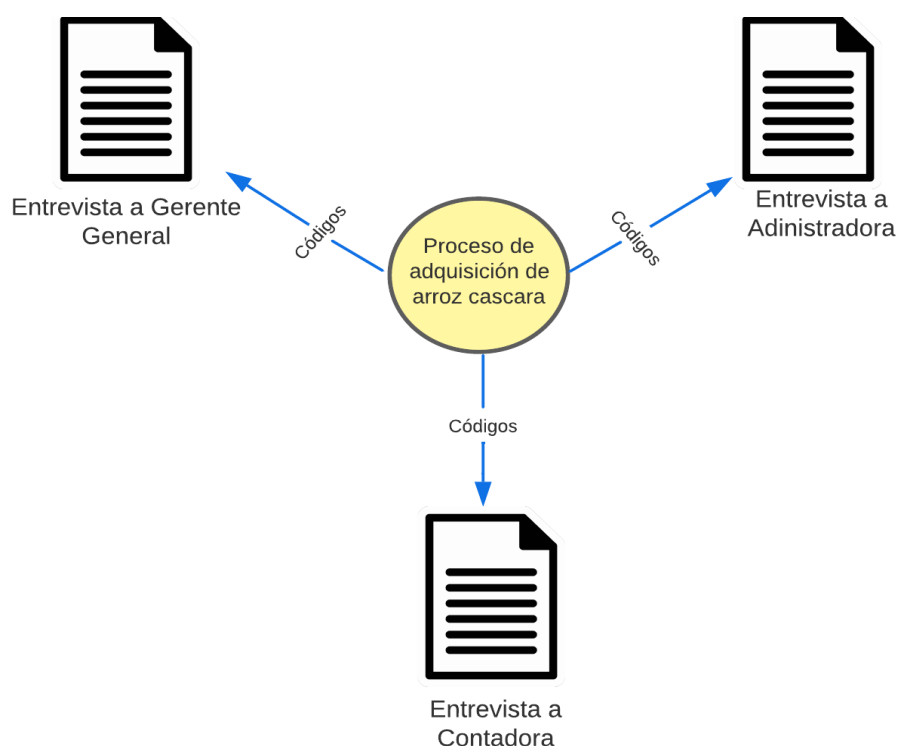 Entrevista a Gerente
General
Códigos
Proceso de
adquisición de
arroz cascara
Códigos
Entrevista a
Adinistradora
Códigos
Entrevista a
Contadora